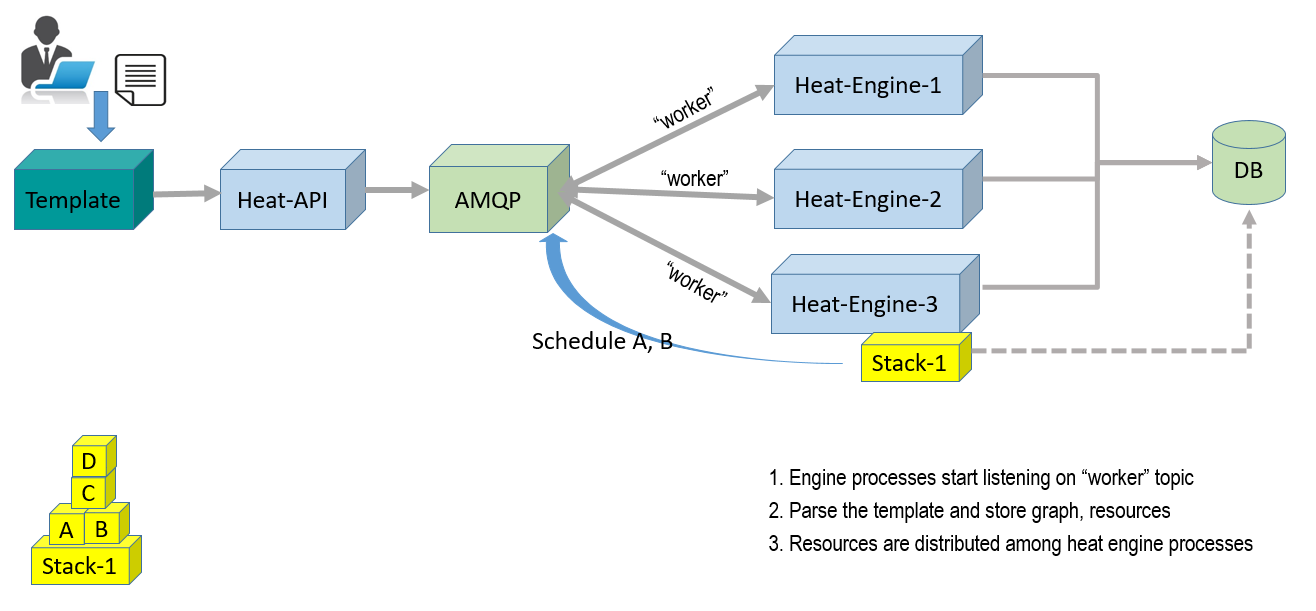 Template
Heat-API
AMQP
“worker”
“worker”
“worker”
Heat-Engine-1
Heat-Engine-2
Heat-Engine-3
DB
Schedule A, B
Stack-1
D
C
A
B
Stack-1
1. Engine processes start listening on “worker” topic
2. Parse the template and store graph, resources
3. Resources are distributed among heat engine processes